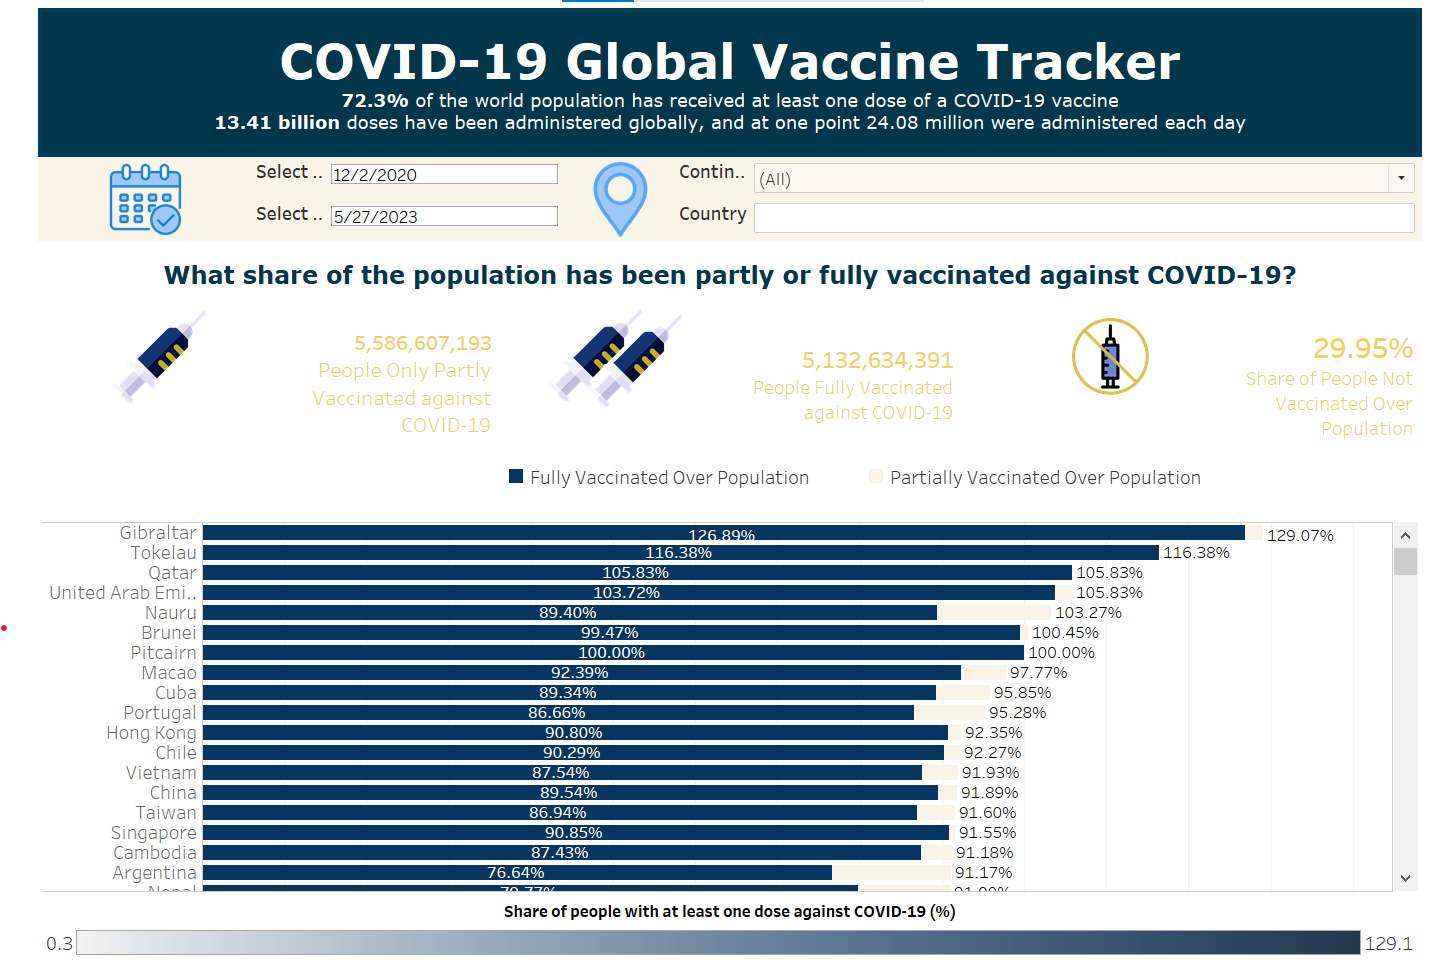 COVID-19 Global Vaccine Tracker
72.3% of the world population has received at least one dose of a COVID-19 vaccine
13.41 billion doses have been administered globally, and at one point 24.08 million were administered each day
Select .. 12/2/2020
Contin.. (All)
Select .. 5/27/2023
Country
What share of the population has been partly or fully vaccinated against COVID-19?
5,586,607,193
People Only Partly
Vaccinated against
COVID-19
5,132,634,391
People Fully Vaccinated
against COVID-19
29.95%
Share of People Not
Vaccinated Over
Population
Fully Vaccinated Over Population
Partially Vaccinated Over Population
Gibraltar 126.89% 129.07%
Tokelau 116.38% 116.38%
Qatar 105.83% 105.83%
United Arab Emi.. 103.72% 105.83%
Nauru 89.40% 103.27%
Brunei 99.47% 100.45%
Pitcairn 100.00% 100.00%
Macao 92.39% 97.77%
Cuba 89.34% 95.85%
Portugal 86.66% 95.28%
Hong Kong 90.80% 92.35%
Chile 90.29% 92.27%
Vietnam 87.54% 91.93%
China 89.54% 91.89%
Taiwan 86.94% 91.60%
Singapore 90.85% 91.55%
Cambodia 87.43% 91.18%
Argentina 76.64% 91.17%
Nepal
Share of people with at least one dose against COVID-19 (%)
0.3 129.1